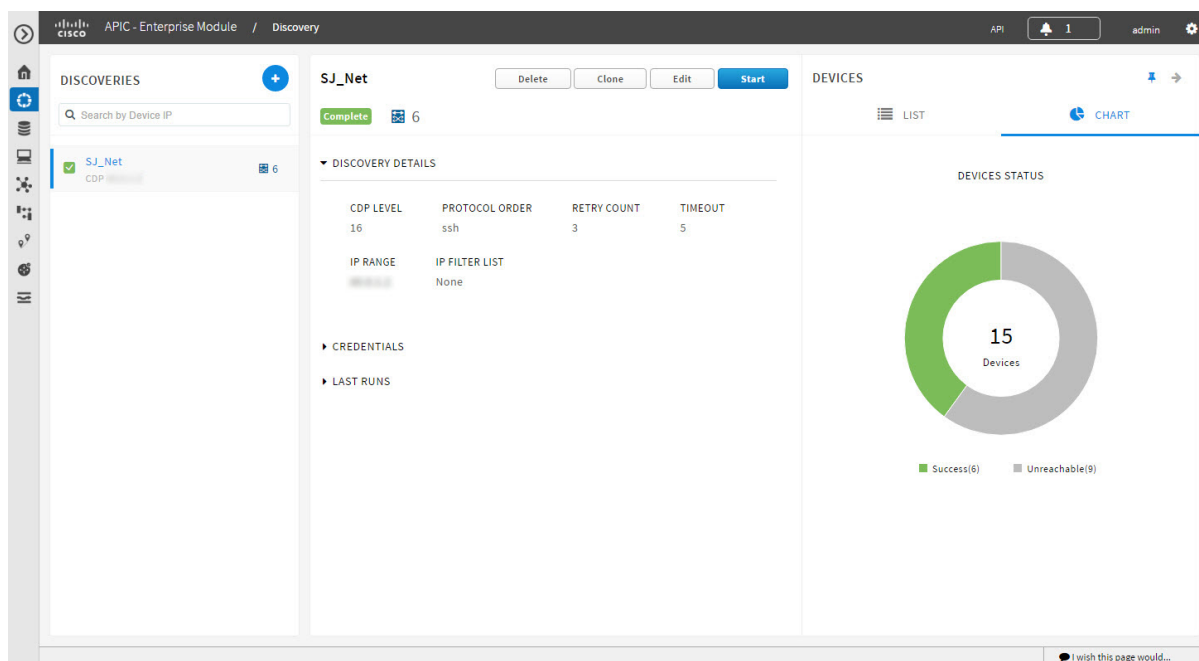 cisco APIC - Enterprise Module / Discovery
API 1 admin
DISCOVERIES
Search by Device IP
SJ_Net 6
CDP
SJ_Net Delete Clone Edit Start
Complete 6
DISCOVERY DETAILS
CDP LEVEL PROTOCOL ORDER RETRY COUNT TIMEOUT
16 ssh 3 5
IP RANGE IP FILTER LIST
None
CREDENTIALS
LAST RUNS
DEVICES
LIST CHART
DEVICES STATUS
15
Devices
Success(6) Unreachable(9)
I wish this page would...